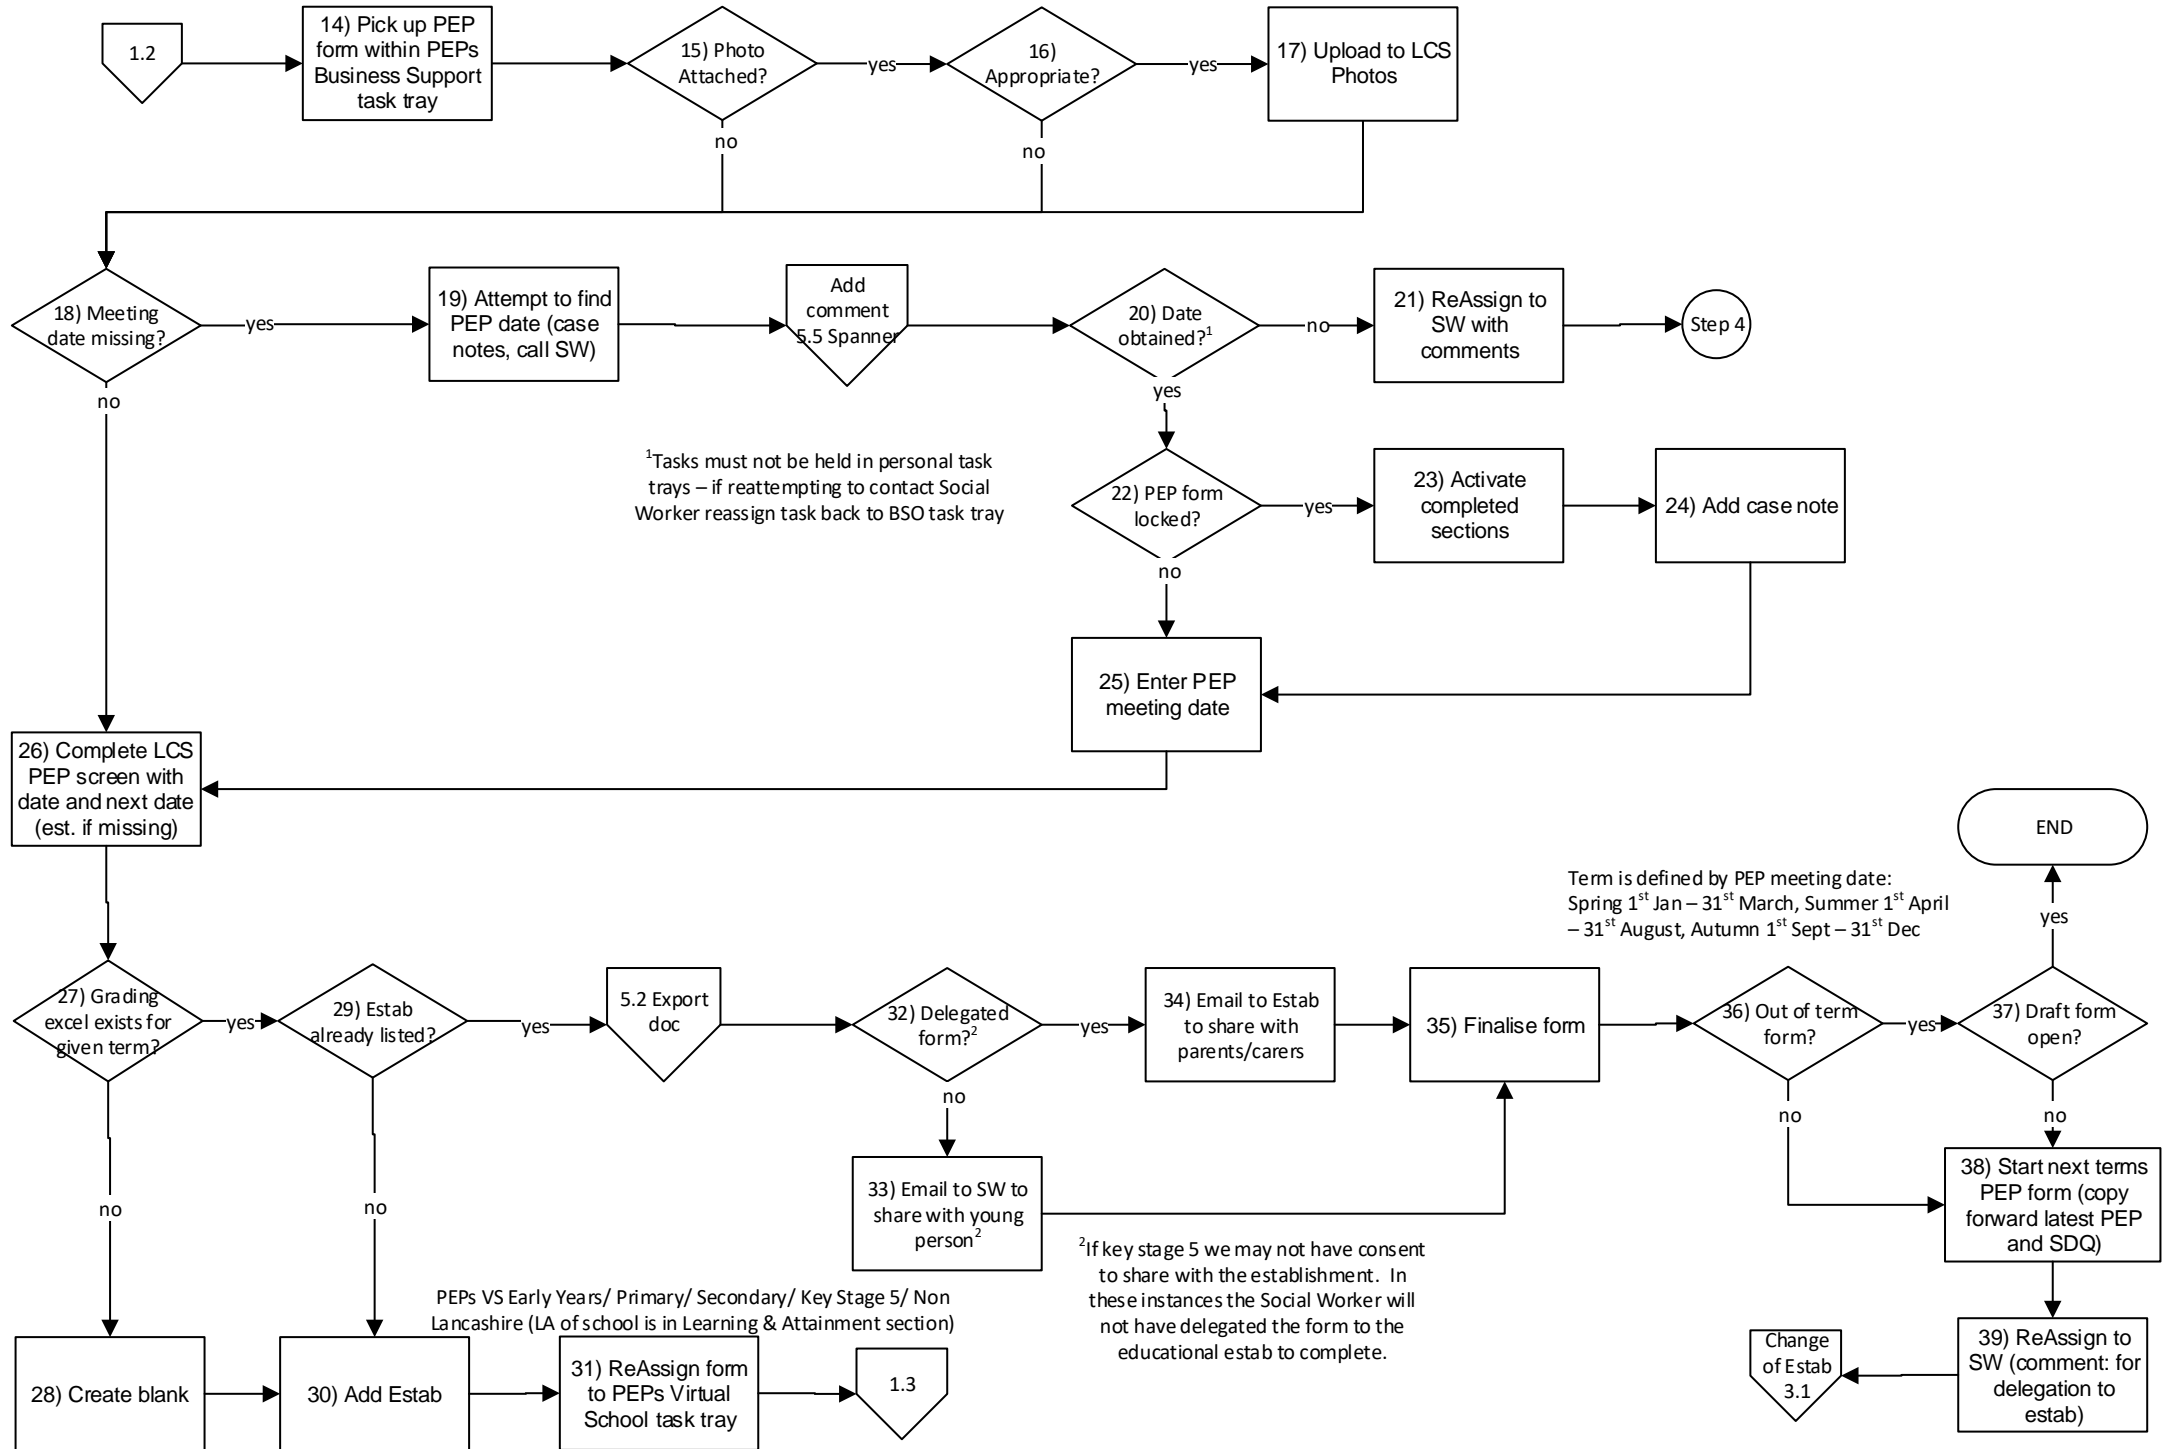 1.2
14) Pick up PEP
form within PEPs
Business Support
task tray
15) Photo
Attached?
yes
16)
Appropriate?
yes
17) Upload to LCS
Photos
no
no
18) Meeting
date missing?
yes
19) Attempt to find
PEP date (case
notes, call SW)
Add
comment
5.5 Spanner
20) Date
obtained?¹
no
21) ReAssign to
SW with
comments
Step 4
no
yes
¹Tasks must not be held in personal task
trays – if reattempting to contact Social
Worker reassign task back to BSO task tray
22) PEP form
locked?
yes
23) Activate
completed
sections
24) Add case note
no
25) Enter PEP
meeting date
26) Complete LCS
PEP screen with
date and next date
(est. if missing)
END
Term is defined by PEP meeting date:
Spring 1st Jan – 31st March, Summer 1st April
– 31st August, Autumn 1st Sept – 31st Dec
yes
27) Grading
excel exists for
given term?
yes
29) Estab
already listed?
yes
5.2 Export
doc
32) Delegated
form?²
yes
34) Email to Estab
to share with
parents/carers
35) Finalise form
36) Out of term
form?
yes
37) Draft form
open?
no
no
no
no
no
33) Email to SW to
share with young
person²
38) Start next terms
PEP form (copy
forward latest PEP
and SDQ)
²If key stage 5 we may not have consent
to share with the establishment. In
these instances the Social Worker will
not have delegated the form to the
educational estab to complete.
PEPs VS Early Years/ Primary/ Secondary/ Key Stage 5/ Non
Lancashire (LA of school is in Learning & Attainment section)
28) Create blank
30) Add Estab
31) ReAssign form
to PEPs Virtual
School task tray
1.3
Change
of Estab
3.1
39) ReAssign to
SW (comment: for
delegation to
estab)